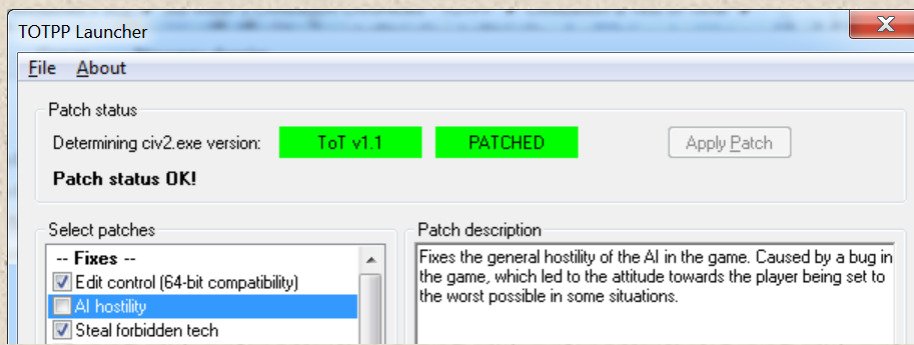 TOTPP Launcher
File About
Patch status
Determining civ2.exe version: ToT v1.1 PATCHED Apply Patch
Patch status OK!
Select patches
-- Fixes --
Edit control (64-bit compatibility)
AI hostility
Steal forbidden tech
Patch description
Fixes the general hostility of the AI in the game. Caused by a bug in
the game, which led to the attitude towards the player being set to
the worst possible in some situations.